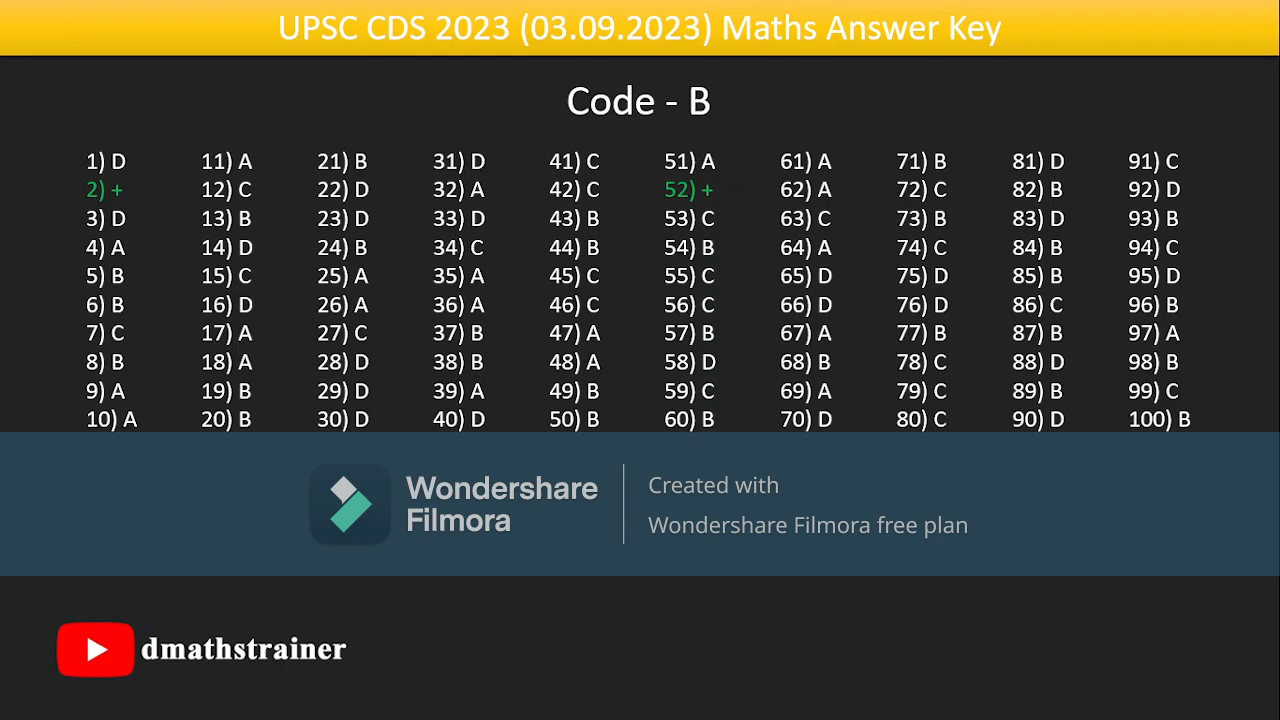 UPSC CDS 2023 (03.09.2023) Maths Answer Key
Code - B
1) D 11) A 21) B 31) D 41) C 51) A 61) A 71) B 81) D 91) C
2) + 12) C 22) D 32) A 42) C 52) + 62) A 72) C 82) B 92) D
3) D 13) B 23) D 33) D 43) B 53) C 63) C 73) B 83) D 93) B
4) A 14) D 24) B 34) C 44) B 54) B 64) A 74) C 84) B 94) C
5) B 15) C 25) A 35) A 45) C 55) C 65) D 75) D 85) B 95) D
6) B 16) D 26) A 36) A 46) C 56) C 66) D 76) D 86) C 96) B
7) C 17) A 27) C 37) B 47) A 57) B 67) A 77) B 87) B 97) A
8) B 18) A 28) D 38) B 48) A 58) D 68) B 78) C 88) D 98) B
9) A 19) B 29) D 39) A 49) B 59) C 69) A 79) C 89) B 99) C
10) A 20) B 30) D 40) D 50) B 60) B 70) D 80) C 90) D 100) B
Wondershare
Filmora
Created with
Wondershare Filmora free plan
dmathstrainer